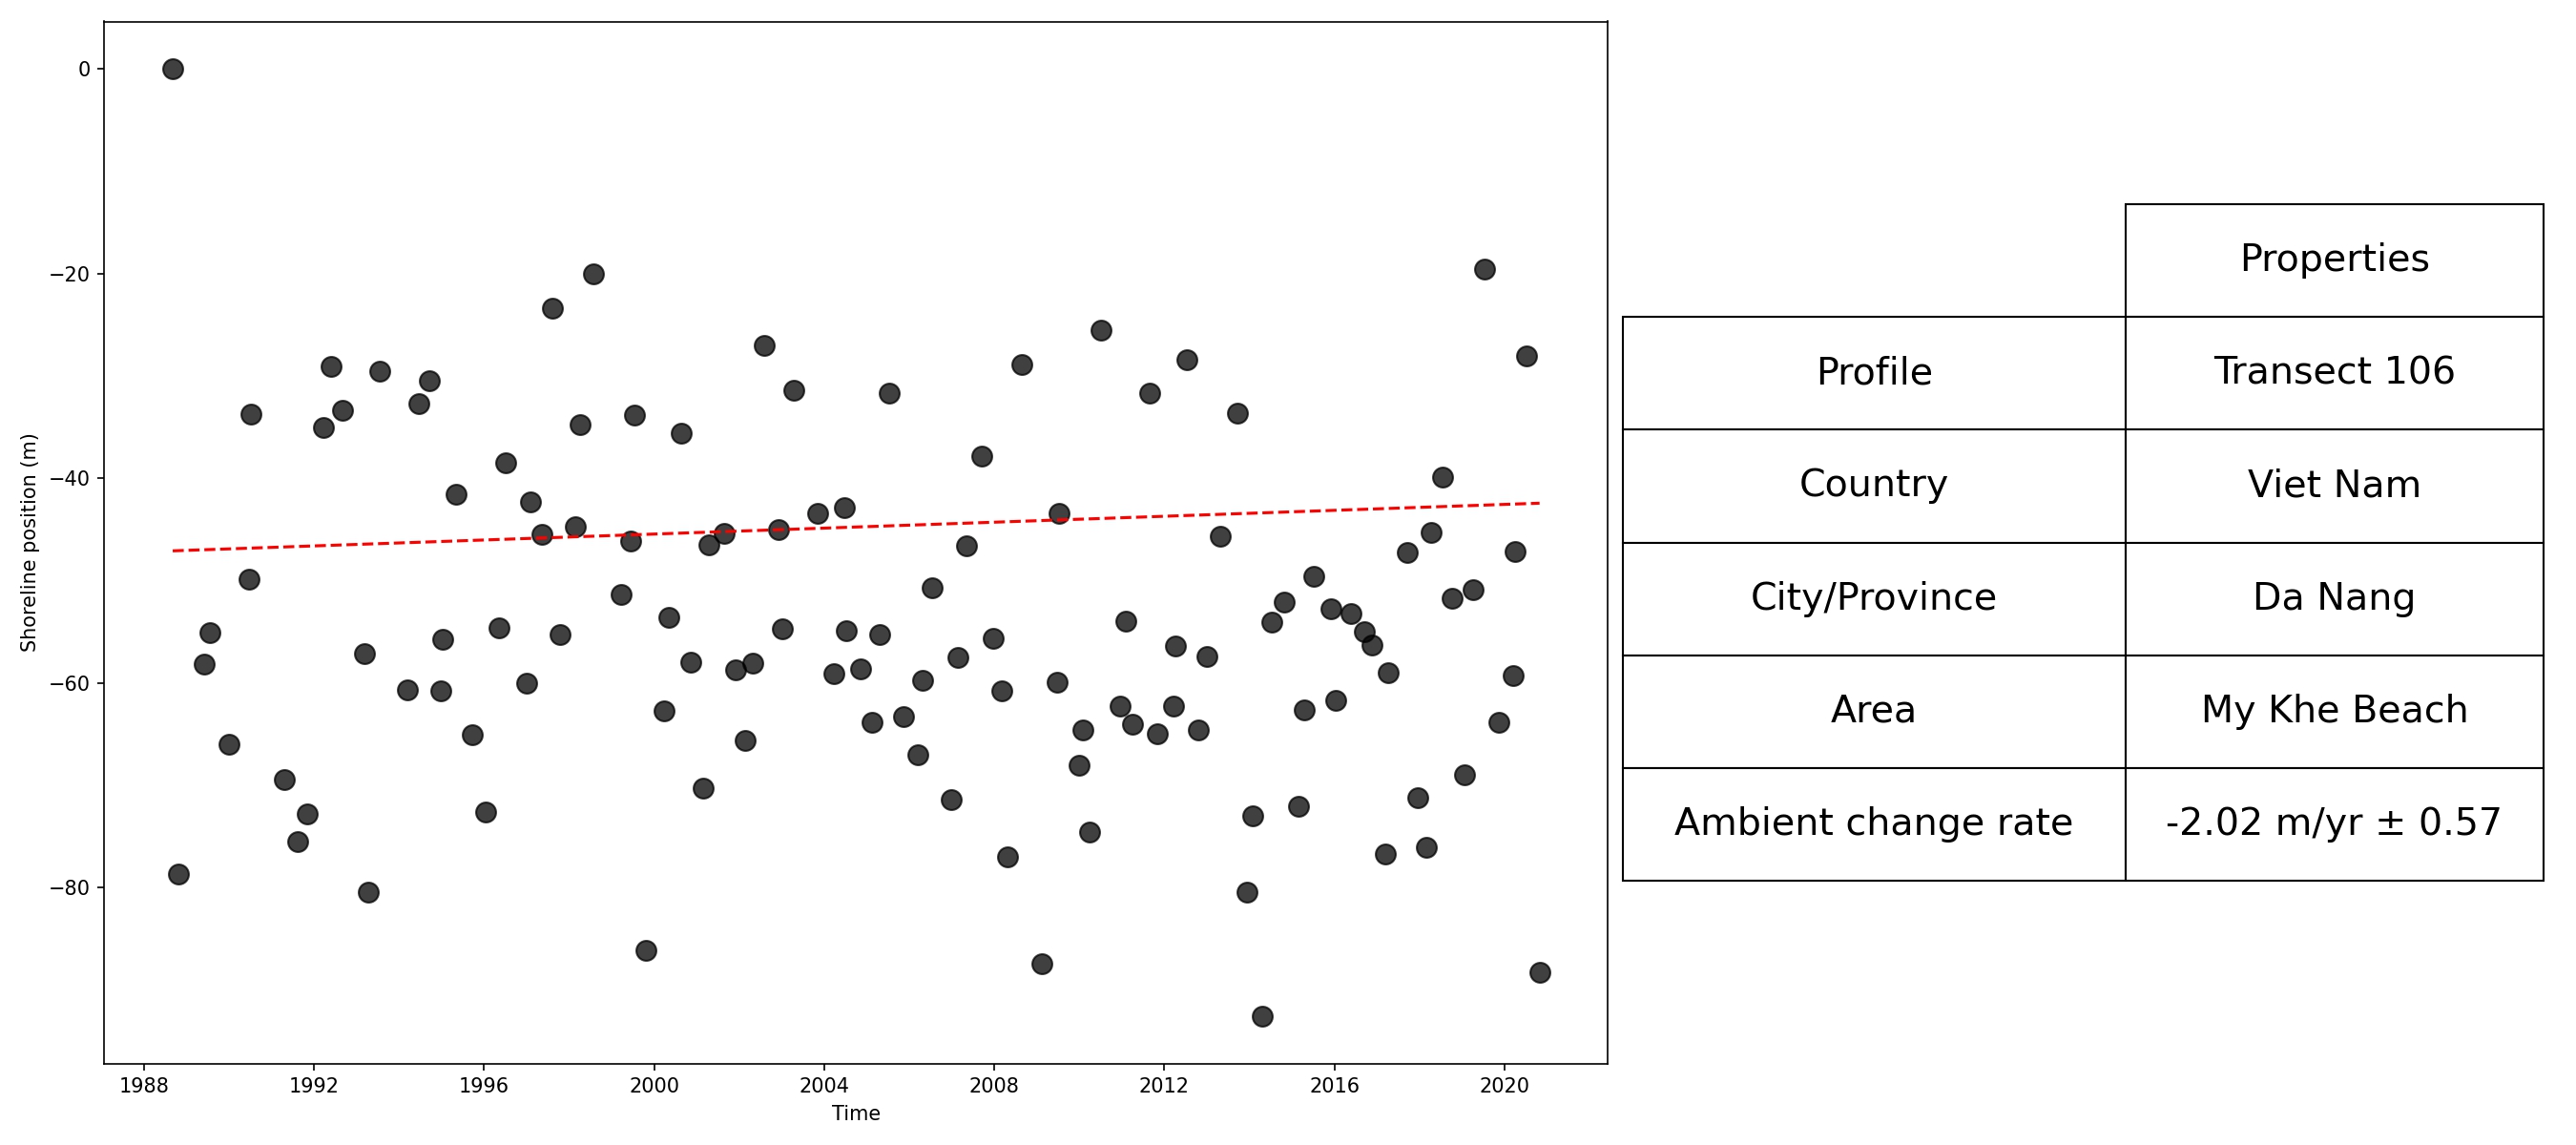 0
−20
−40
−60
−80
Shoreline position (m)
1988 1992 1996 2000 2004 2008 2012 2016 2020
Time
Properties
Profile Transect 106
Country Viet Nam
City/Province Da Nang
Area My Khe Beach
Ambient change rate -2.02 m/yr ± 0.57